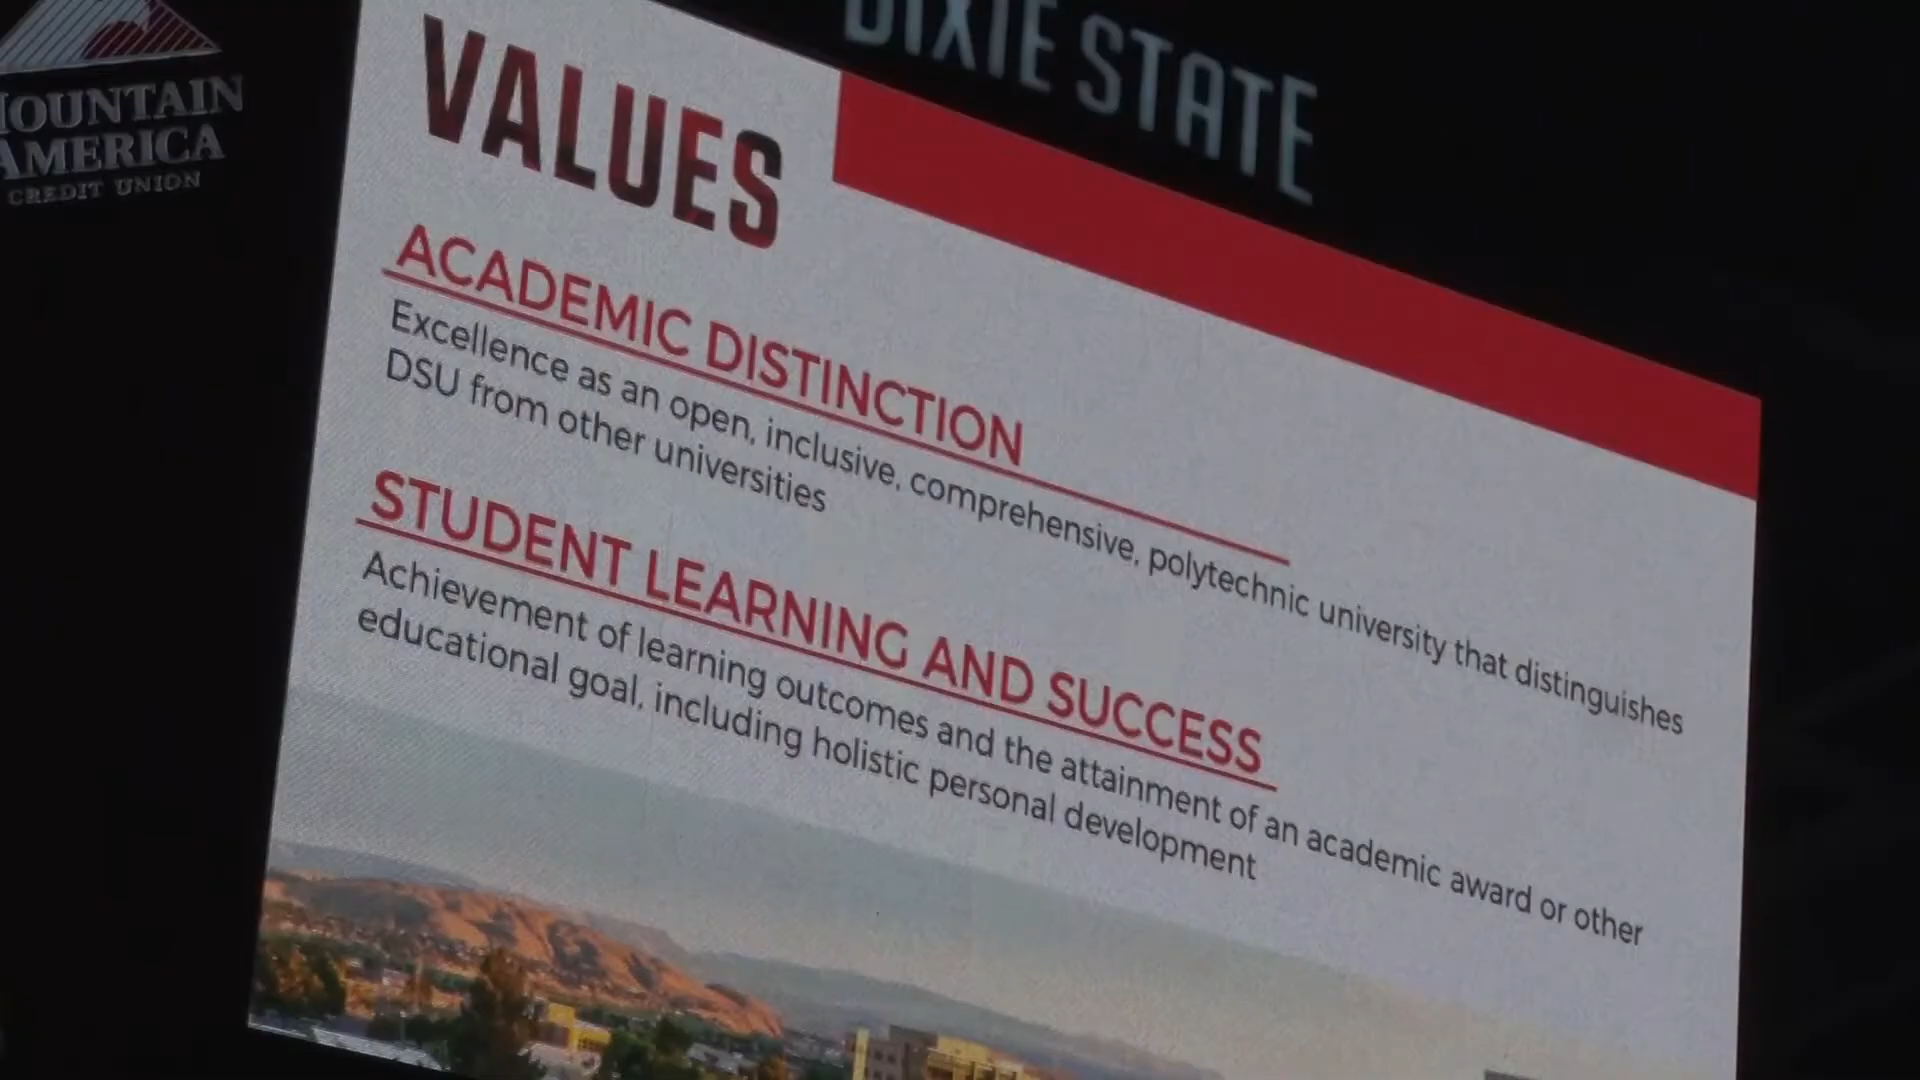 DIXIE STATE
MOUNTAIN
AMERICA
CREDIT UNION
VALUES
ACADEMIC DISTINCTION
Excellence as an open, inclusive, comprehensive, polytechnic university that distinguishes
DSU from other universities
STUDENT LEARNING AND SUCCESS
Achievement of learning outcomes and the attainment of an academic award or other
educational goal, including holistic personal development